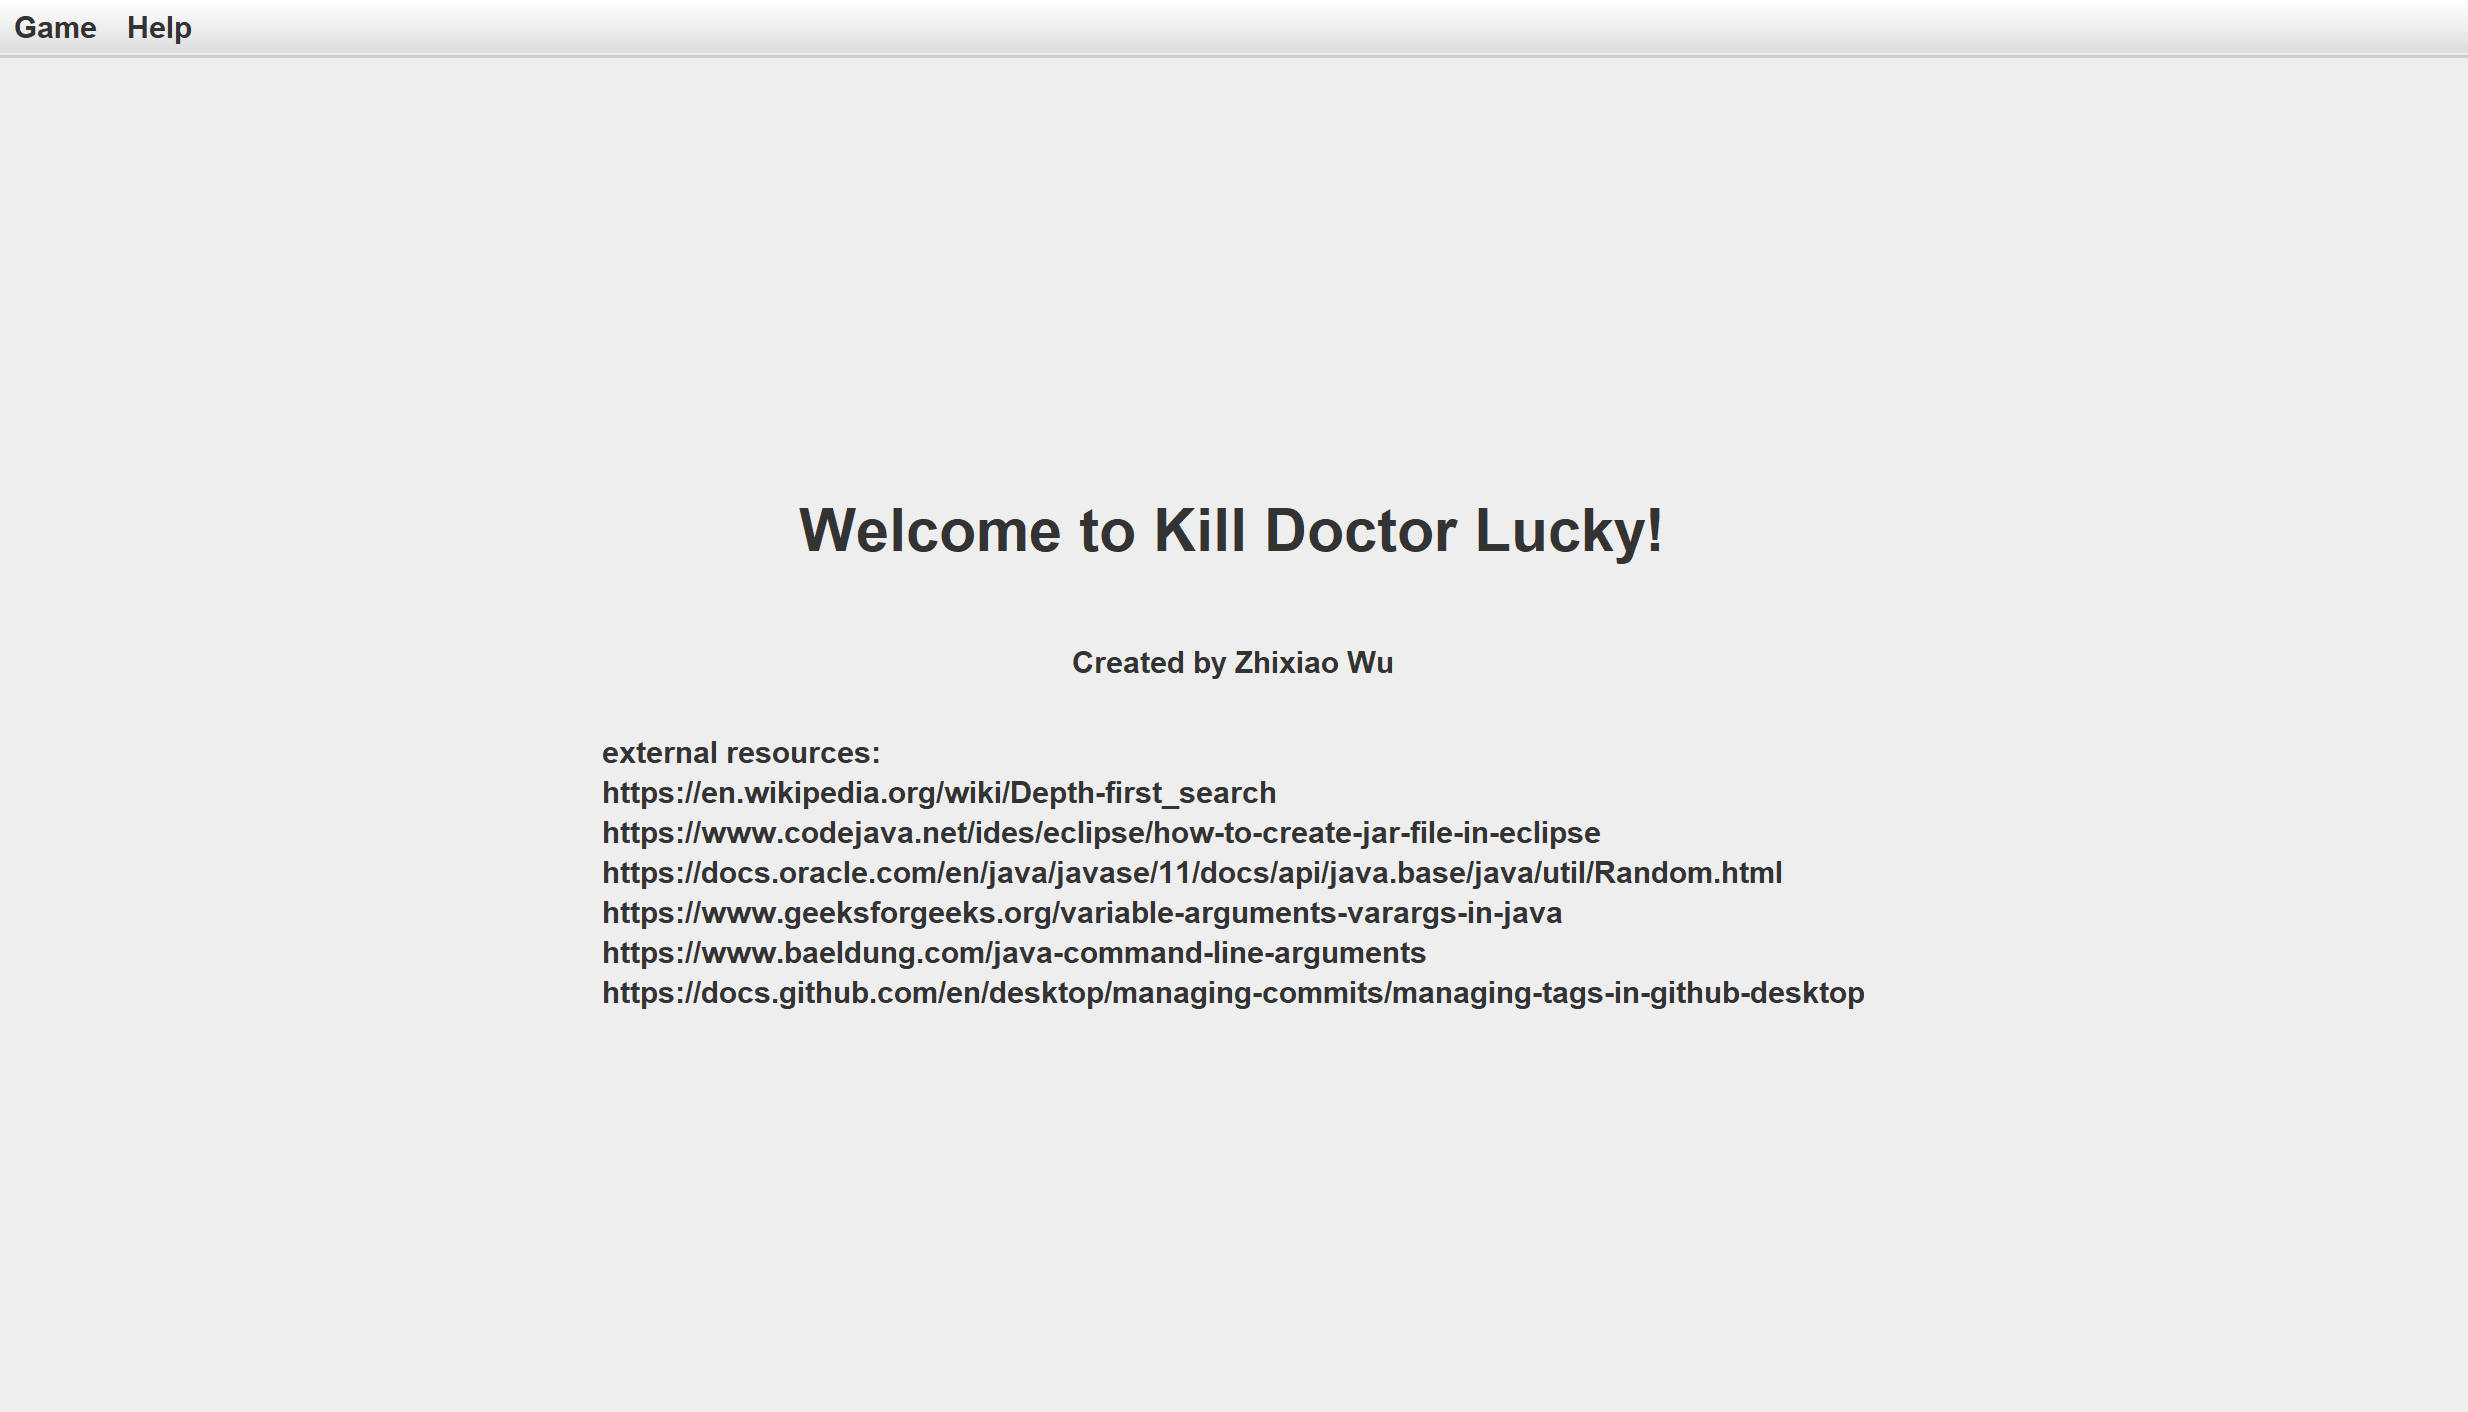 Game Help
Welcome to Kill Doctor Lucky!
Created by Zhixiao Wu
external resources:
https://en.wikipedia.org/wiki/Depth-first_search
https://www.codejava.net/ides/eclipse/how-to-create-jar-file-in-eclipse
https://docs.oracle.com/en/java/javase/11/docs/api/java.base/java/util/Random.html
https://www.geeksforgeeks.org/variable-arguments-varargs-in-java
https://www.baeldung.com/java-command-line-arguments
https://docs.github.com/en/desktop/managing-commits/managing-tags-in-github-desktop